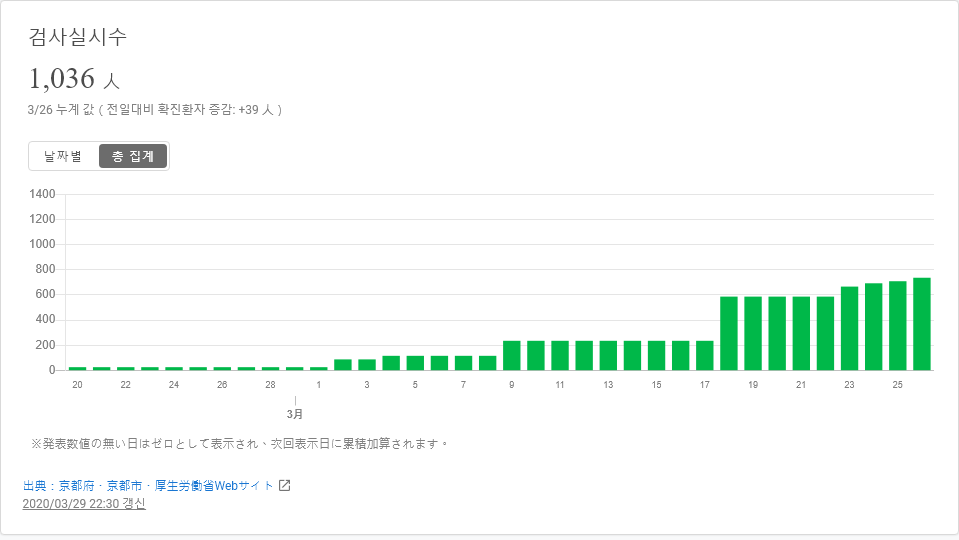 검사실시수
1,036 人
3/26 누계 값 ( 전일대비 확진환자 증감: +39 人 )
날짜별 총 집계
1400
1200
1000
800
600
400
200
0
20 22 24 26 28 1 3 5 7 9 11 13 15 17 19 21 23 25
3月
※発表数値の無い日はゼロとして表示され、次回表示日に累積加算されます。
出典：京都府・京都市・厚生労働省Webサイト
2020/03/29 22:30 갱신